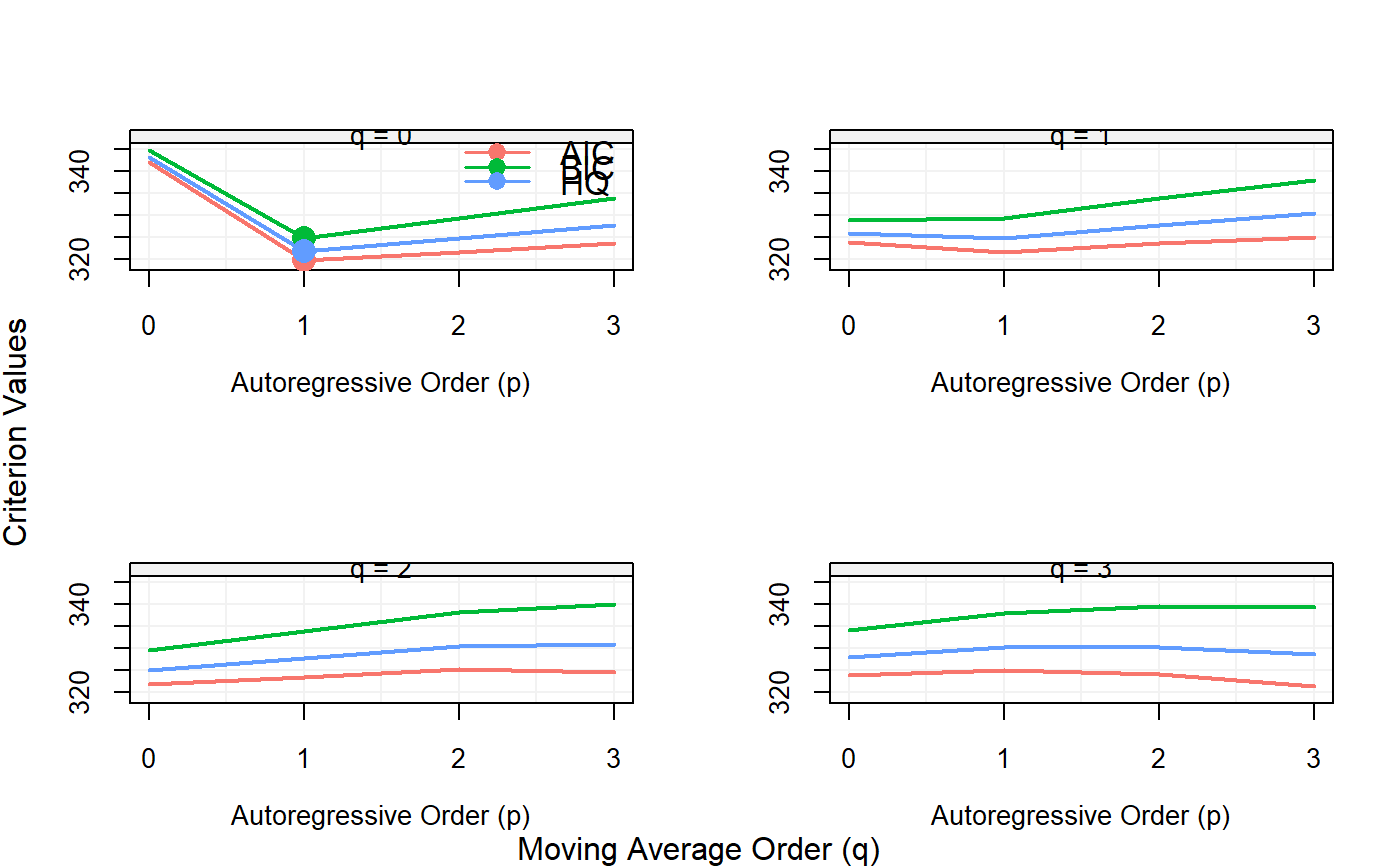 q = 0
340
320
AIC
BIC
HQ
0 1 2 3
Autoregressive Order (p)
q = 1
340
320
0 1 2 3
Autoregressive Order (p)
Criterion Values
q = 2
340
320
0 1 2 3
Autoregressive Order (p)
q = 3
340
320
0 1 2 3
Autoregressive Order (p)
Moving Average Order (q)